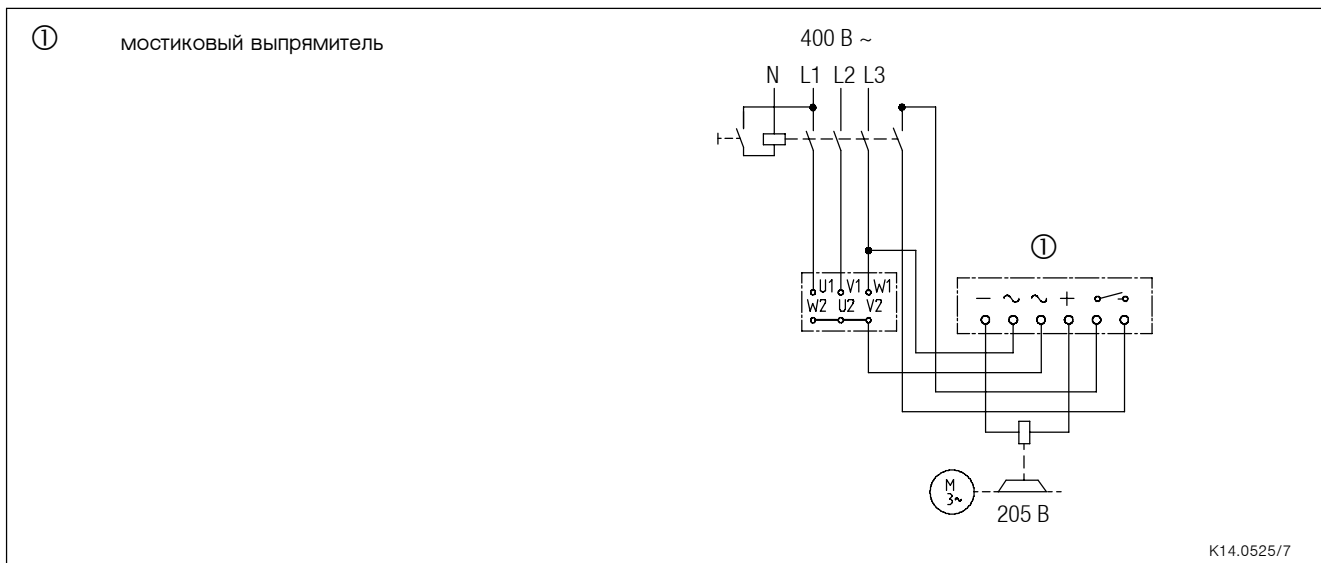 ① мостиковый выпрямитель
400 В ~
N L1 L2 L3
①
U1 V1 W1
W2 U2 V2
− ~ ~ +
M
3~
205 В
K14.0525/7